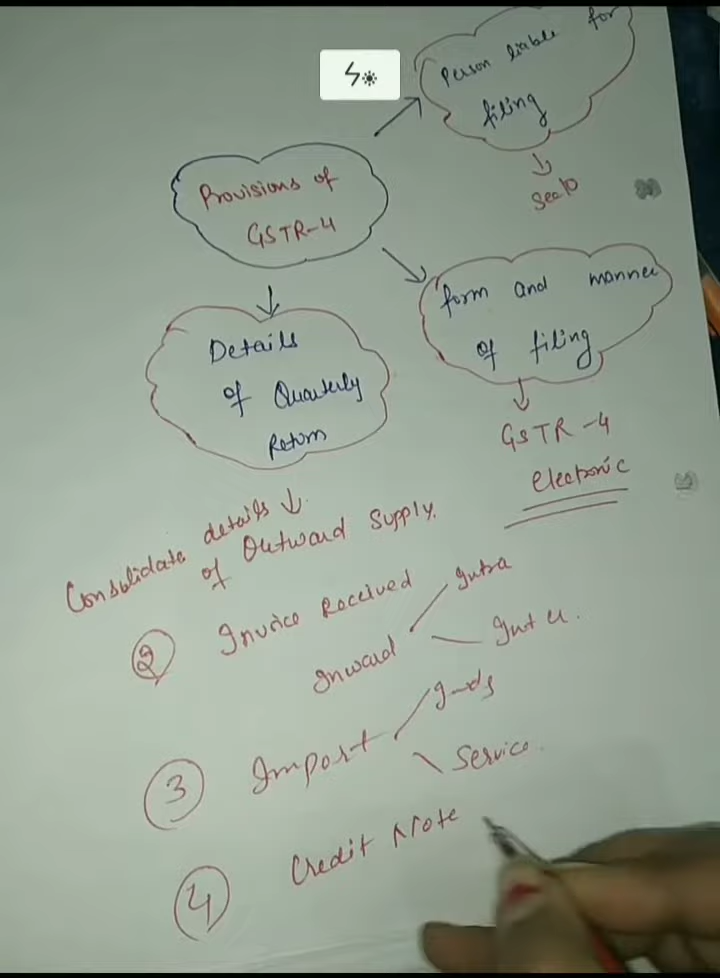 Person liable for
filing
Sec 10
Provisions of
GSTR-4
form and manner
of filing
GSTR-4
Electronic
Details
of Quarterly
Return
Consolidate details
of Outward Supply.
2 Invoice Received
Inward
Intra
Inter.
3 Import
goods
Service.
4 Credit Note